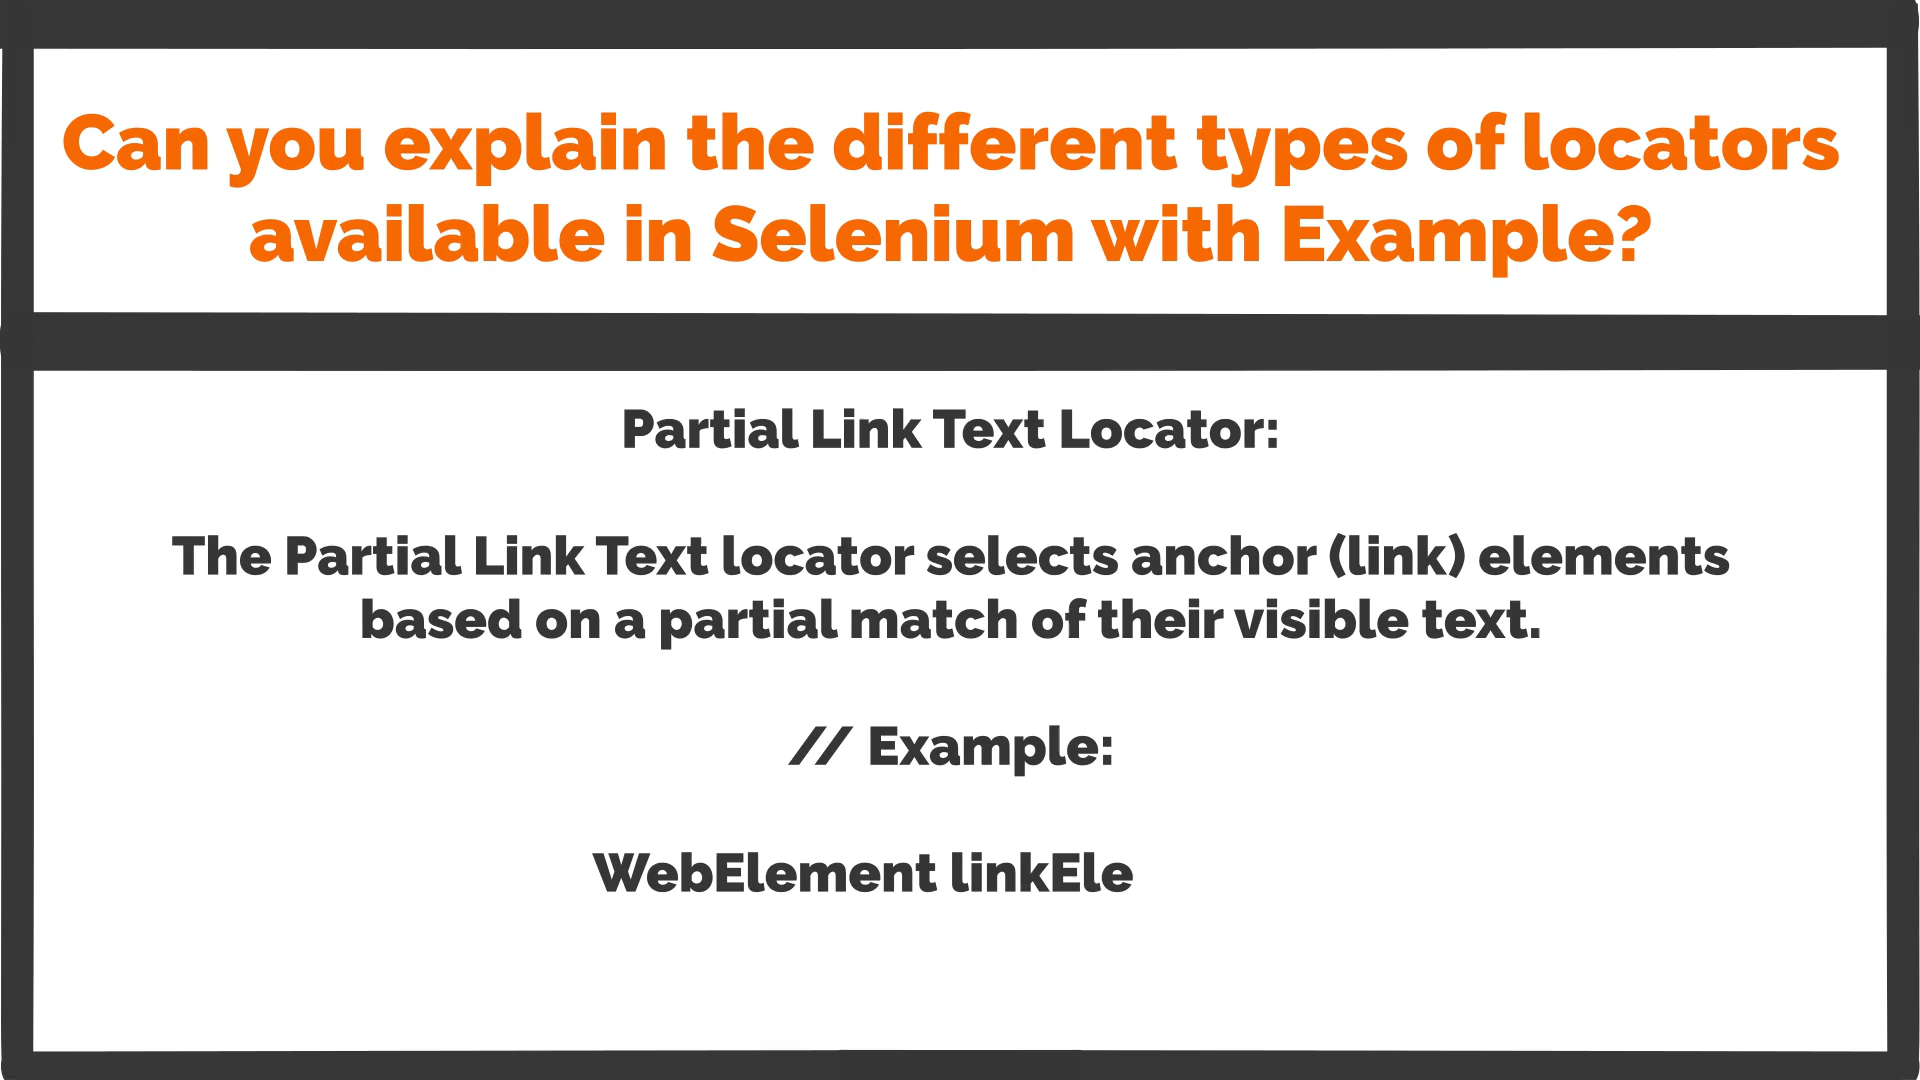 Can you explain the different types of locators
available in Selenium with Example?
Partial Link Text Locator:
The Partial Link Text locator selects anchor (link) elements
based on a partial match of their visible text.
// Example:
WebElement linkEle